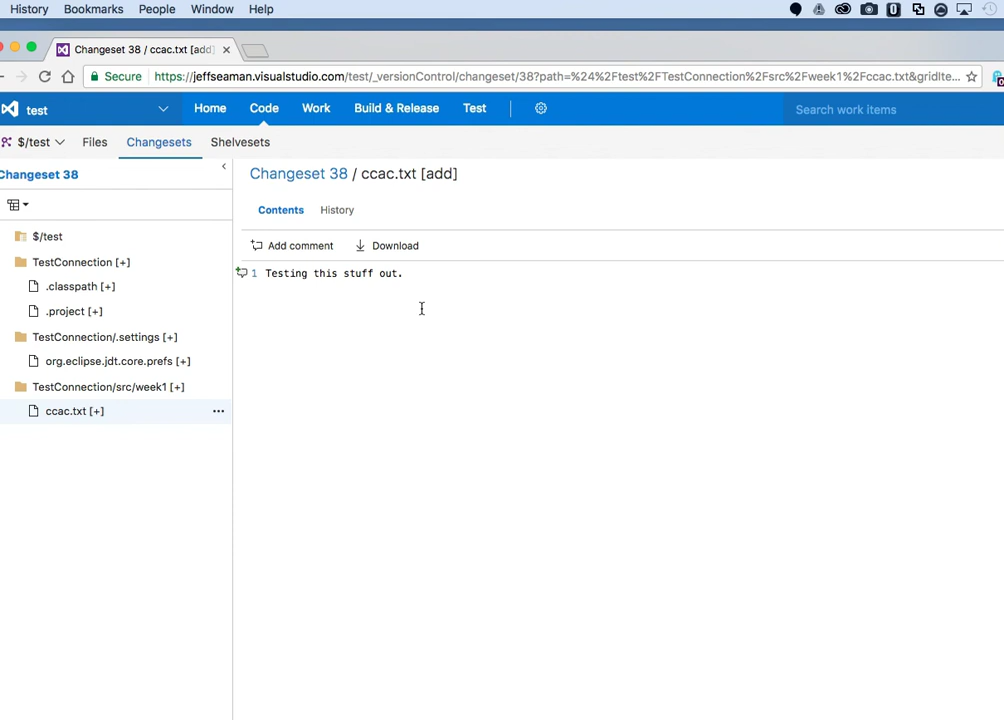 History Bookmarks People Window Help
Changeset 38 / ccac.txt [add]
Secure https://jeffseaman.visualstudio.com/test/_versionControl/changeset/38?path=%24%2Ftest%2FTestConnection%2Fsrc%2Fweek1%2Fccac.txt&gridIte...
test Home Code Work Build & Release Test Search work items
$/test Files Changesets Shelvesets
Changeset 38
Changeset 38 / ccac.txt [add]
Contents History
Add comment Download
1 Testing this stuff out.
$/test
TestConnection [+]
.classpath [+]
.project [+]
TestConnection/.settings [+]
org.eclipse.jdt.core.prefs [+]
TestConnection/src/week1 [+]
ccac.txt [+] ...